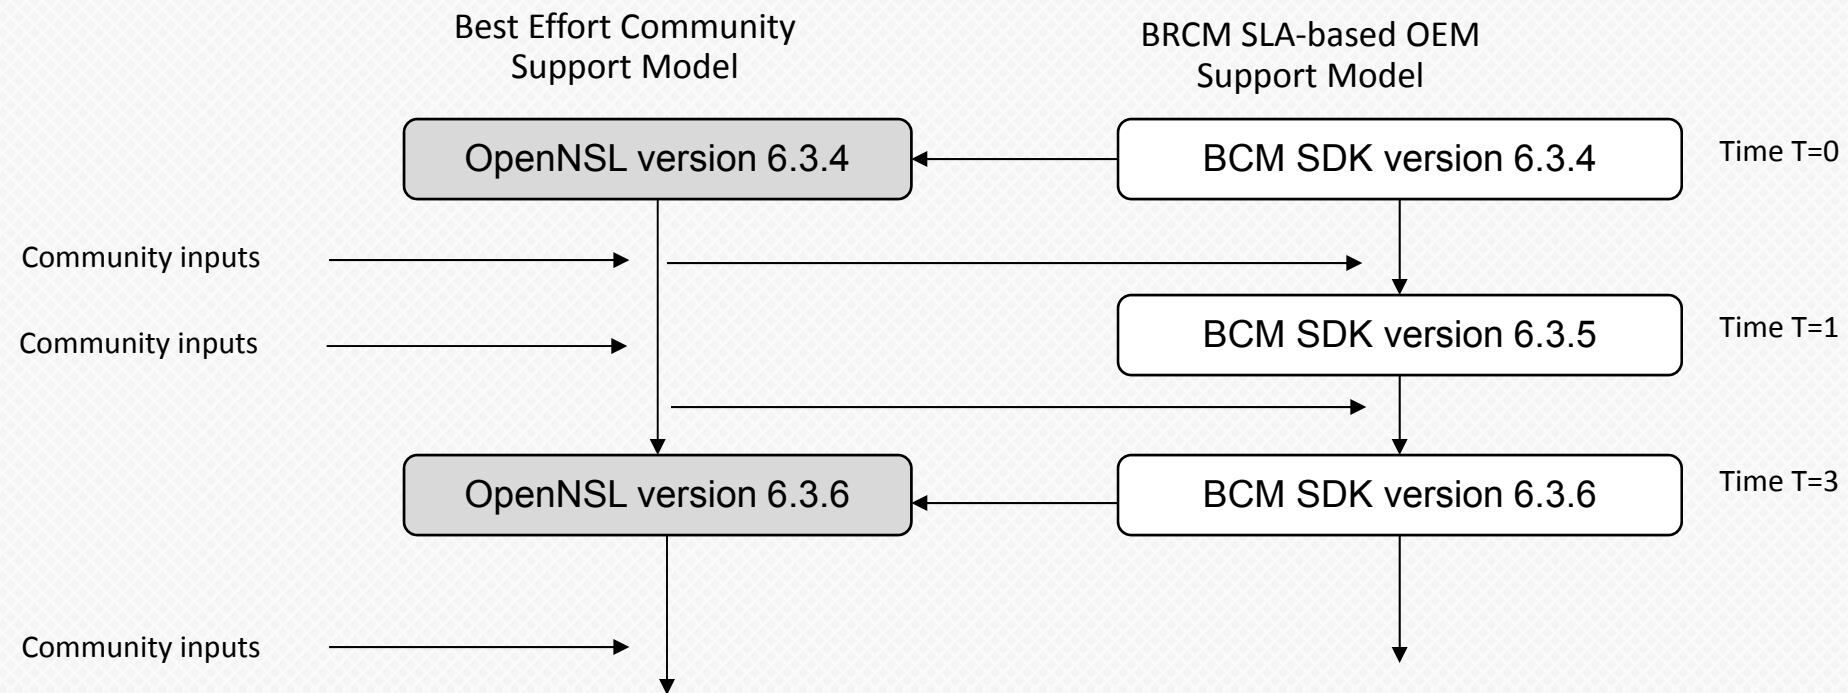 Best Effort Community
Support Model
BRCM SLA-based OEM
Support Model
OpenNSL version 6.3.4
BCM SDK version 6.3.4
Time T=0
Community inputs
Community inputs
BCM SDK version 6.3.5
Time T=1
OpenNSL version 6.3.6
BCM SDK version 6.3.6
Time T=3
Community inputs